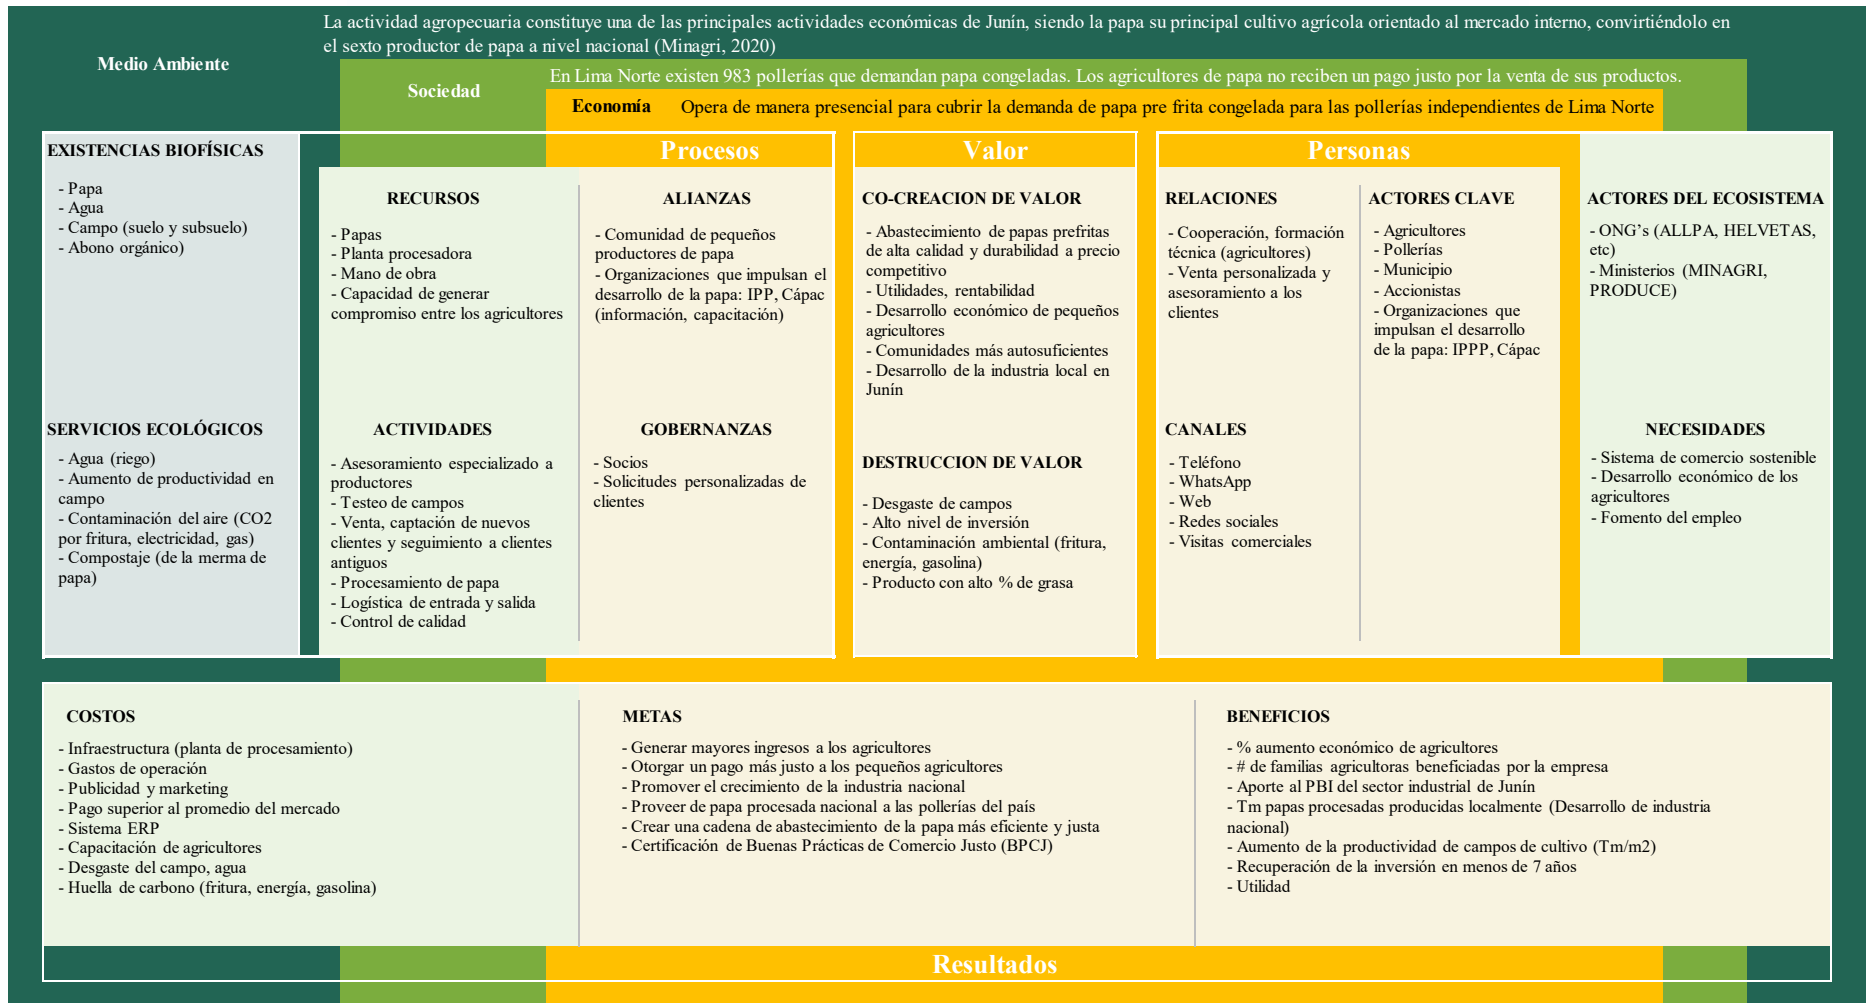 La actividad agropecuaria constituye una de las principales actividades económicas de Junín, siendo la papa su principal cultivo agrícola orientado al mercado interno, convirtiéndolo en
el sexto productor de papa a nivel nacional (Minagri, 2020)
Medio Ambiente
En Lima Norte existen 983 pollerías que demandan papa congeladas. Los agricultores de papa no reciben un pago justo por la venta de sus productos.
Sociedad
Economía
Opera de manera presencial para cubrir la demanda de papa pre frita congelada para las pollerías independientes de Lima Norte
EXISTENCIAS BIOFÍSICAS
- Papa
- Agua
- Campo (suelo y subsuelo)
- Abono orgánico)
SERVICIOS ECOLÓGICOS
- Agua (riego)
- Aumento de productividad en
campo
- Contaminación del aire (CO2
por fritura, electricidad, gas)
- Compostaje (de la merma de
papa)
Procesos
RECURSOS
- Papas
- Planta procesadora
- Mano de obra
- Capacidad de generar
compromiso entre los agricultores
ACTIVIDADES
- Asesoramiento especializado a
productores
- Testeo de campos
- Venta, captación de nuevos
clientes y seguimiento a clientes
antiguos
- Procesamiento de papa
- Logística de entrada y salida
- Control de calidad
ALIANZAS
- Comunidad de pequeños
productores de papa
- Organizaciones que impulsan el
desarrollo de la papa: IPP, Cápac
(información, capacitación)
GOBERNANZAS
- Socios
- Solicitudes personalizadas de
clientes
Valor
CO-CREACION DE VALOR
- Abastecimiento de papas prefritas
de alta calidad y durabilidad a precio
competitivo
- Utilidades, rentabilidad
- Desarrollo económico de pequeños
agricultores
- Comunidades más autosuficientes
- Desarrollo de la industria local en
Junín
DESTRUCCION DE VALOR
- Desgaste de campos
- Alto nivel de inversión
- Contaminación ambiental (fritura,
energía, gasolina)
- Producto con alto % de grasa
Personas
RELACIONES
- Cooperación, formación
técnica (agricultores)
- Venta personalizada y
asesoramiento a los
clientes
CANALES
- Teléfono
- WhatsApp
- Web
- Redes sociales
- Visitas comerciales
ACTORES CLAVE
- Agricultores
- Pollerías
- Municipio
- Accionistas
- Organizaciones que
impulsan el desarrollo
de la papa: IPPP, Cápac
ACTORES DEL ECOSISTEMA
- ONG's (ALLPA, HELVETAS,
etc)
- Ministerios (MINAGRI,
PRODUCE)
NECESIDADES
- Sistema de comercio sostenible
- Desarrollo económico de los
agricultores
- Fomento del empleo
COSTOS
- Infraestructura (planta de procesamiento)
- Gastos de operación
- Publicidad y marketing
- Pago superior al promedio del mercado
- Sistema ERP
- Capacitación de agricultores
- Desgaste del campo, agua
- Huella de carbono (fritura, energía, gasolina)
METAS
- Generar mayores ingresos a los agricultores
- Otorgar un pago más justo a los pequeños agricultores
- Promover el crecimiento de la industria nacional
- Proveer de papa procesada nacional a las pollerías del país
- Crear una cadena de abastecimiento de la papa más eficiente y justa
- Certificación de Buenas Prácticas de Comercio Justo (BPCJ)
BENEFICIOS
- % aumento económico de agricultores
- # de familias agricultoras beneficiadas por la empresa
- Aporte al PBI del sector industrial de Junín
- Tm papas procesadas producidas localmente (Desarrollo de industria
nacional)
- Aumento de la productividad de campos de cultivo (Tm/m2)
- Recuperación de la inversión en menos de 7 años
- Utilidad
Resultados